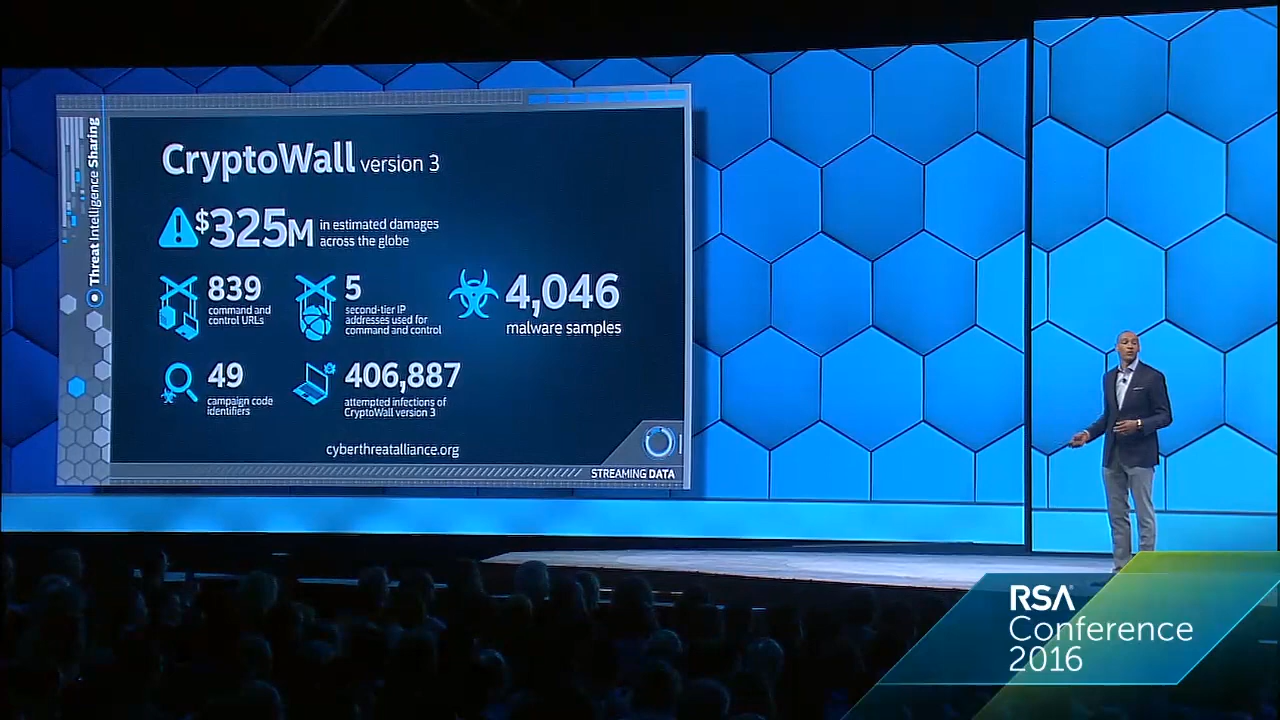 Threat Intelligence Sharing
CryptoWall version 3
$325M in estimated damages
across the globe
839
command and
control URLs
5
second-tier IP
addresses used for
command and control
4,046
malware samples
49
campaign code
identifiers
406,887
attempted infections of
CryptoWall version 3
cyberthreatalliance.org
STREAMING DATA
RSA
Conference
2016